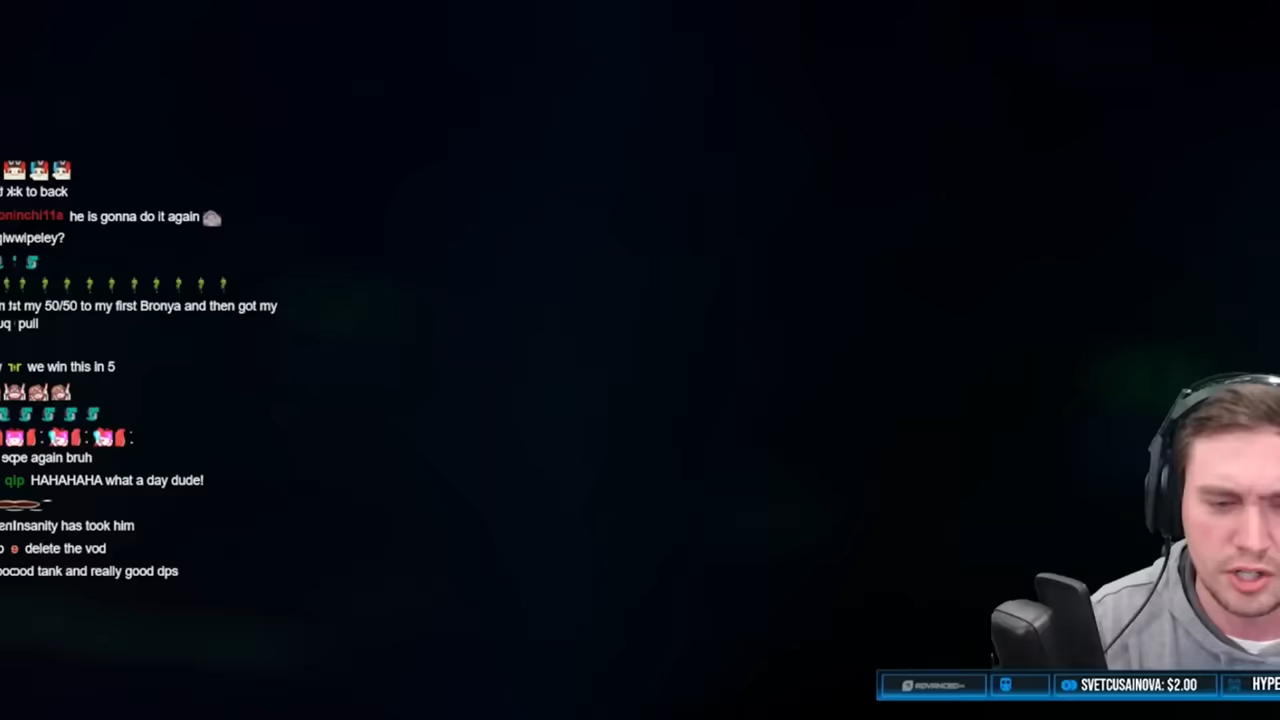 to back
he is gonna do it again
my 50/50 to my first Bronya and then got my
pull
we win this in 5
again bruh
qlp HAHAHAHA what a day dude!
Insanity has took him
delete the vod
tank and really good dps
SVETCUSAINOVA: $2.00
HYPE